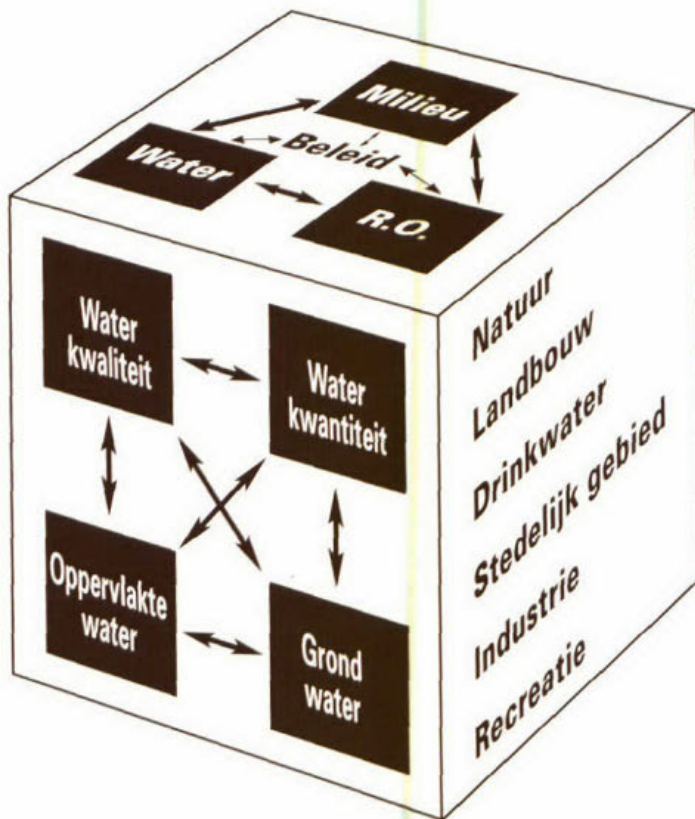 Milieu
Beleid
Water
R.O.
Water
kwaliteit
Water
kwantiteit
Oppervlakte
water
Grond
water
Natuur
Landbouw
Drinkwater
Stedelijk gebied
Industrie
Recreatie